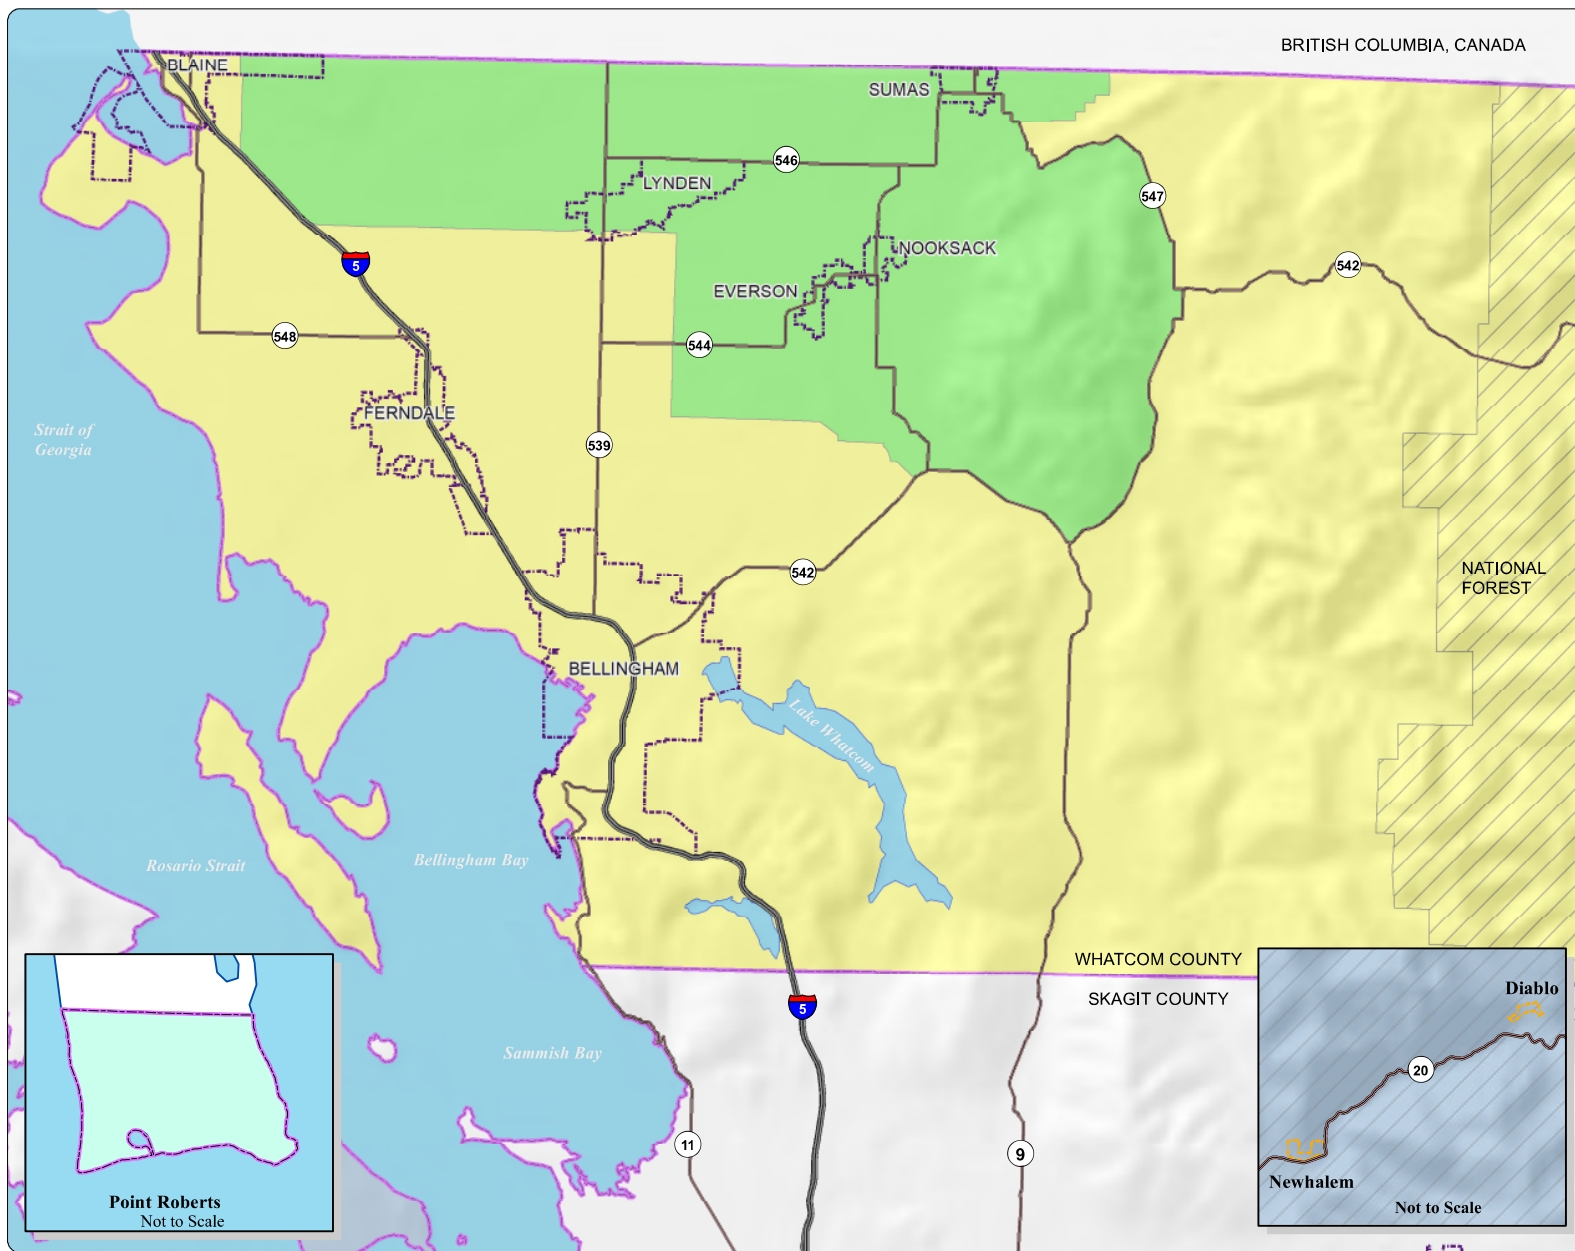 BRITISH COLUMBIA, CANADA
BLAINE
SUMAS
546
LYNDEN
547
NOOKSACK
5
542
EVERSON
548
544
FERNDALE
Strait of
Georgia
539
542
NATIONAL
FOREST
BELLINGHAM
Lake Whatcom
Rosario Strait
Bellingham Bay
WHATCOM COUNTY
SKAGIT COUNTY
5
Diablo
Sammish Bay
20
11
9
Newhalem
Point Roberts
Not to Scale
Not to Scale